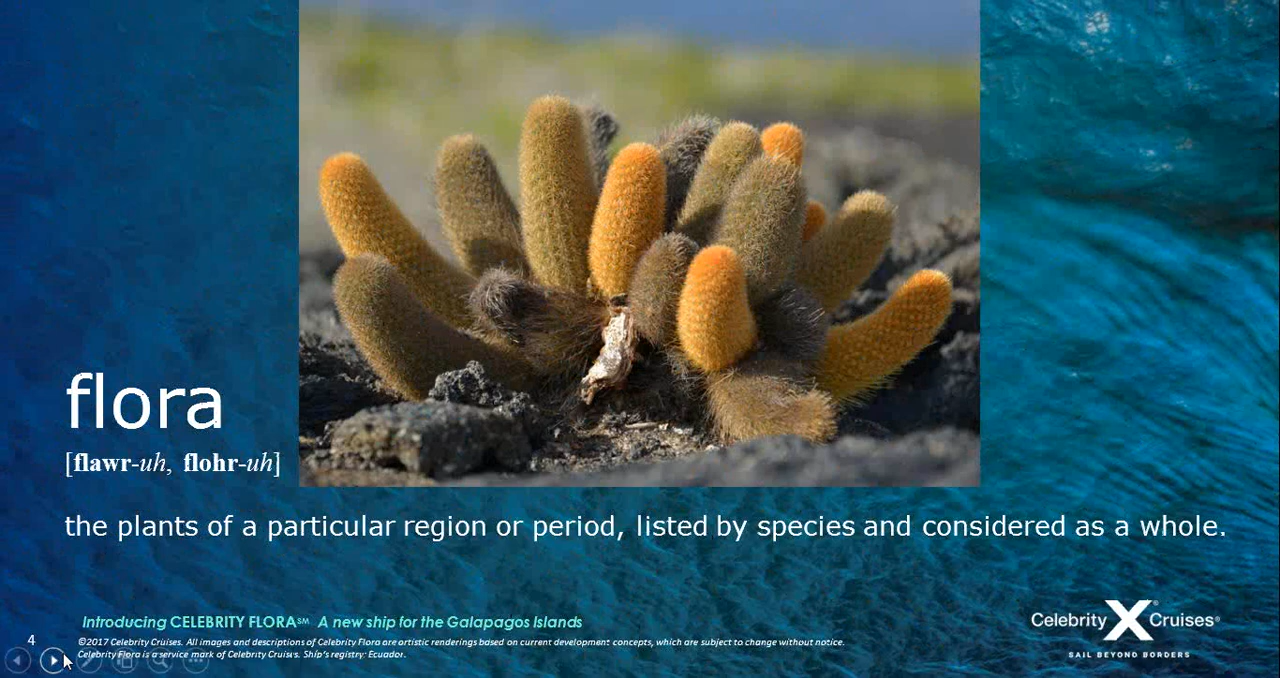 flora
[flawr-uh, flohr-uh]
the plants of a particular region or period, listed by species and considered as a whole.
Introducing CELEBRITY FLORA℠ A new ship for the Galapagos Islands
©2017 Celebrity Cruises. All images and descriptions of Celebrity Flora are artistic renderings based on current development concepts, which are subject to change without notice.
Celebrity Flora is a service mark of Celebrity Cruises. Ship's registry: Ecuador.
4
Celebrity X Cruises®
SAIL BEYOND BORDERS